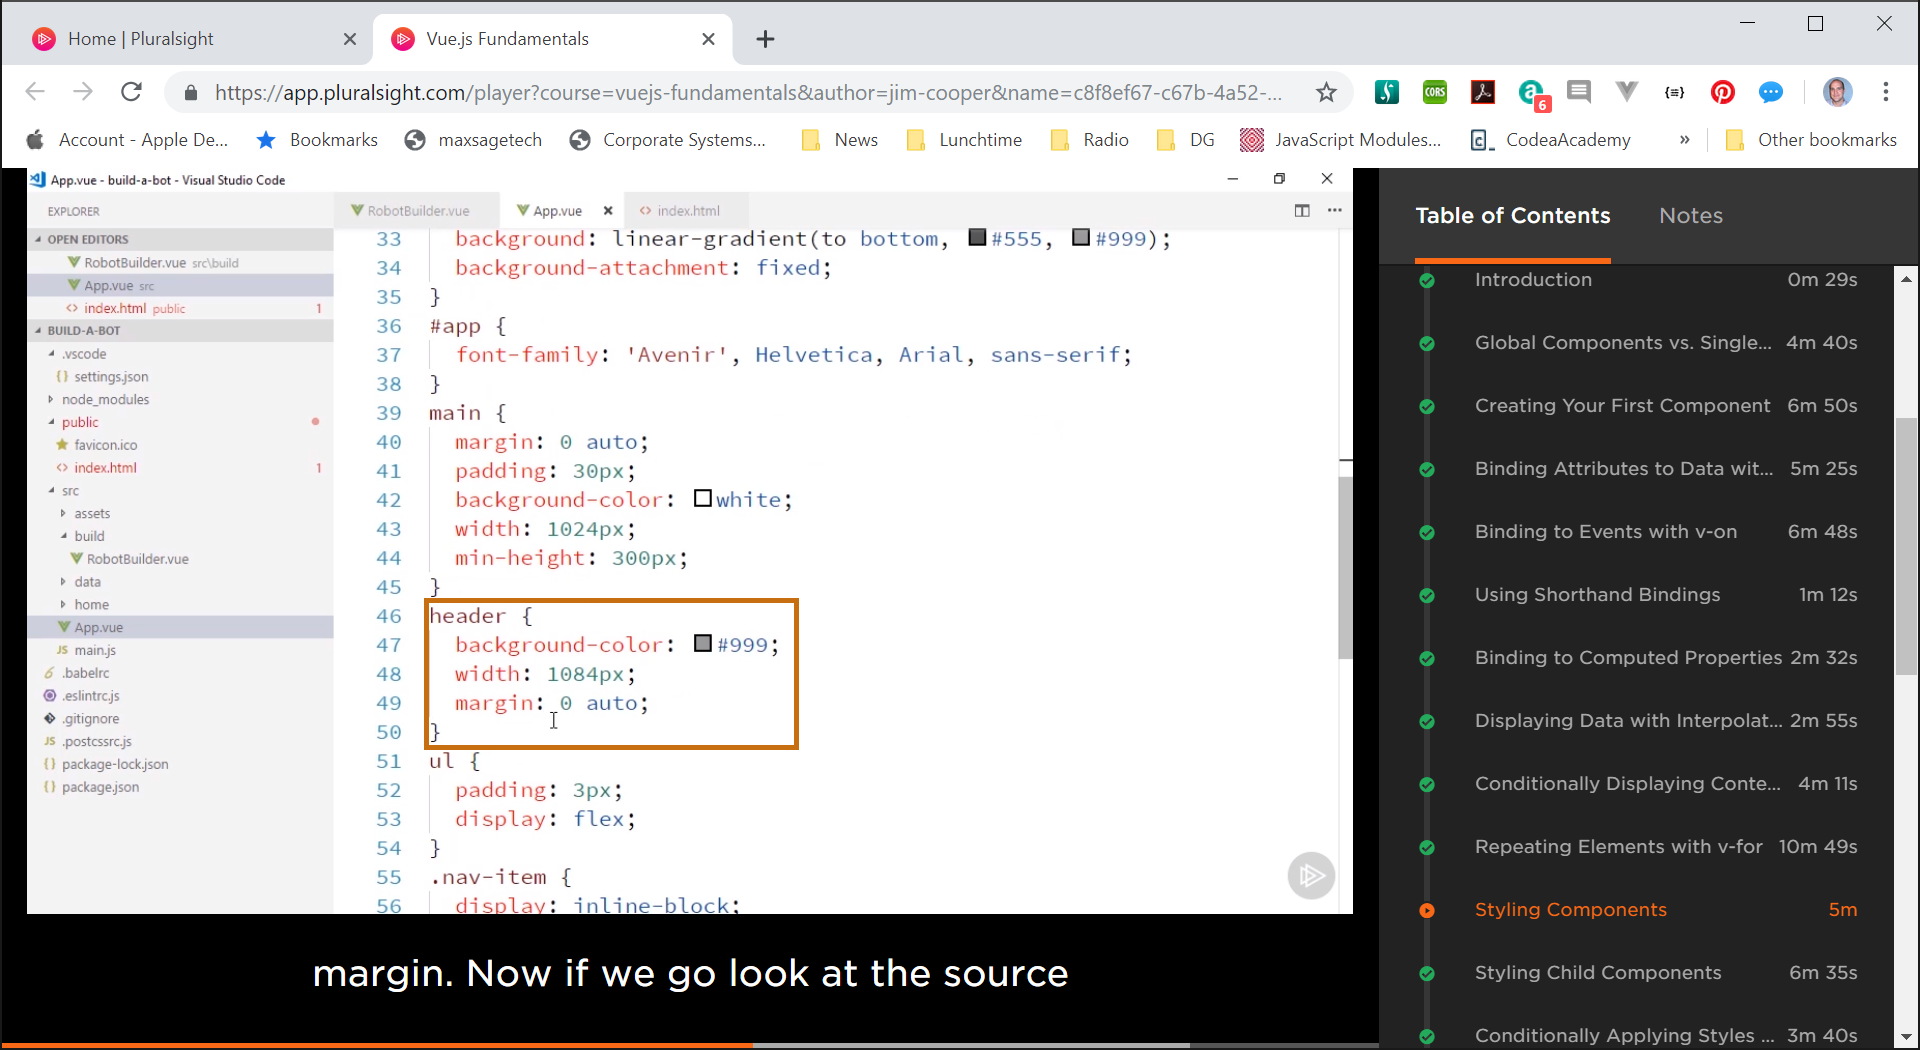 Home | Pluralsight
Vue.js Fundamentals
https://app.pluralsight.com/player?course=vuejs-fundamentals&author=jim-cooper&name=c8f8ef67-c67b-4a52-...
CORS
6
Account - Apple De...
Bookmarks
maxsagetech
Corporate Systems...
News
Lunchtime
Radio
DG
JavaScript Modules...
CodeaAcademy
»
Other bookmarks
App.vue - build-a-bot - Visual Studio Code
EXPLORER
OPEN EDITORS
RobotBuilder.vue src\build
App.vue src
index.html public 1
BUILD-A-BOT
.vscode
{} settings.json
node_modules
public
favicon.ico
<> index.html 1
src
assets
build
RobotBuilder.vue
data
home
App.vue
JS main.js
.babelrc
.eslintrc.js
.gitignore
JS .postcssrc.js
{} package-lock.json
{} package.json
RobotBuilder.vue
App.vue
<> index.html
33 background: linear-gradient(to bottom, #555, #999);
34 background-attachment: fixed;
35 }
36 #app {
37 font-family: 'Avenir', Helvetica, Arial, sans-serif;
38 }
39 main {
40 margin: 0 auto;
41 padding: 30px;
42 background-color: white;
43 width: 1024px;
44 min-height: 300px;
45 }
46 header {
47 background-color: #999;
48 width: 1084px;
49 margin: 0 auto;
50 }
51 ul {
52 padding: 3px;
53 display: flex;
54 }
55 .nav-item {
56 display: inline-block;
margin. Now if we go look at the source
Table of Contents
Notes
Introduction 0m 29s
Global Components vs. Single... 4m 40s
Creating Your First Component 6m 50s
Binding Attributes to Data wit... 5m 25s
Binding to Events with v-on 6m 48s
Using Shorthand Bindings 1m 12s
Binding to Computed Properties 2m 32s
Displaying Data with Interpolat... 2m 55s
Conditionally Displaying Conte... 4m 11s
Repeating Elements with v-for 10m 49s
Styling Components 5m
Styling Child Components 6m 35s
Conditionally Applying Styles ... 3m 40s